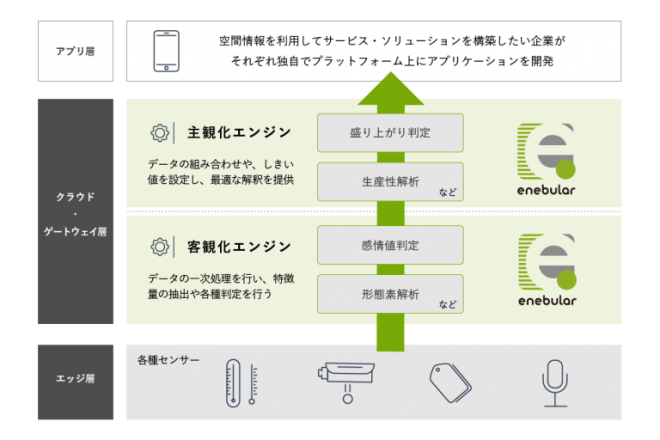 アプリ層
空間情報を利用してサービス・ソリューションを構築したい企業が
それぞれ独自でプラットフォーム上にアプリケーションを開発
クラウド
・
ゲートウェイ層
主観化エンジン
データの組み合わせや、しきい
値を設定し、最適な解釈を提供
盛り上がり判定
生産性解析
など
enebular
客観化エンジン
データの一次処理を行い、特徴
量の抽出や各種判定を行う
感情値判定
形態素解析
など
enebular
エッジ層
各種センサー